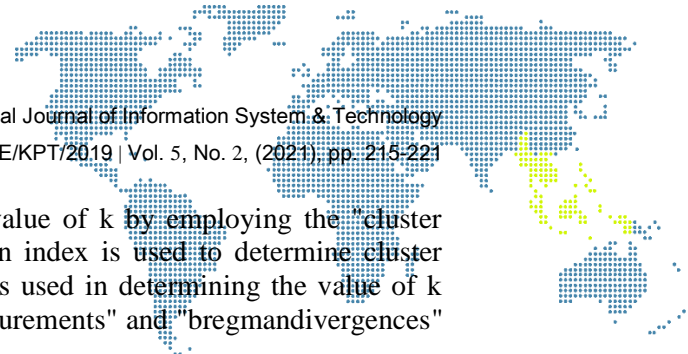 al Journal of Information System & Technology
E/KPT/2019 | Vol. 5, No. 2, (2021), pp. 215-221
value of k by employing the "cluster
n index is used to determine cluster
s used in determining the value of k
urements" and "bregmandivergences"